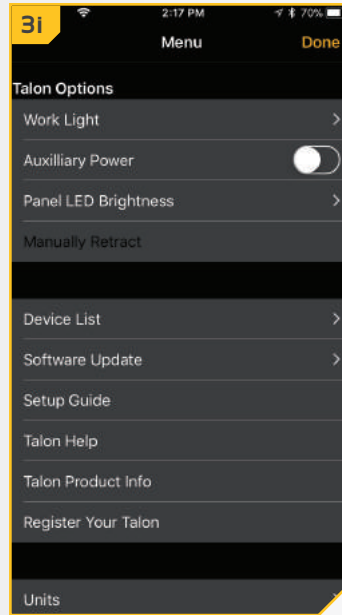 3i
2:17 PM
70%
Menu
Done
Talon Options
Work Light
Auxilliary Power
Panel LED Brightness
Manually Retract
Device List
Software Update
Setup Guide
Talon Help
Talon Product Info
Register Your Talon
Units